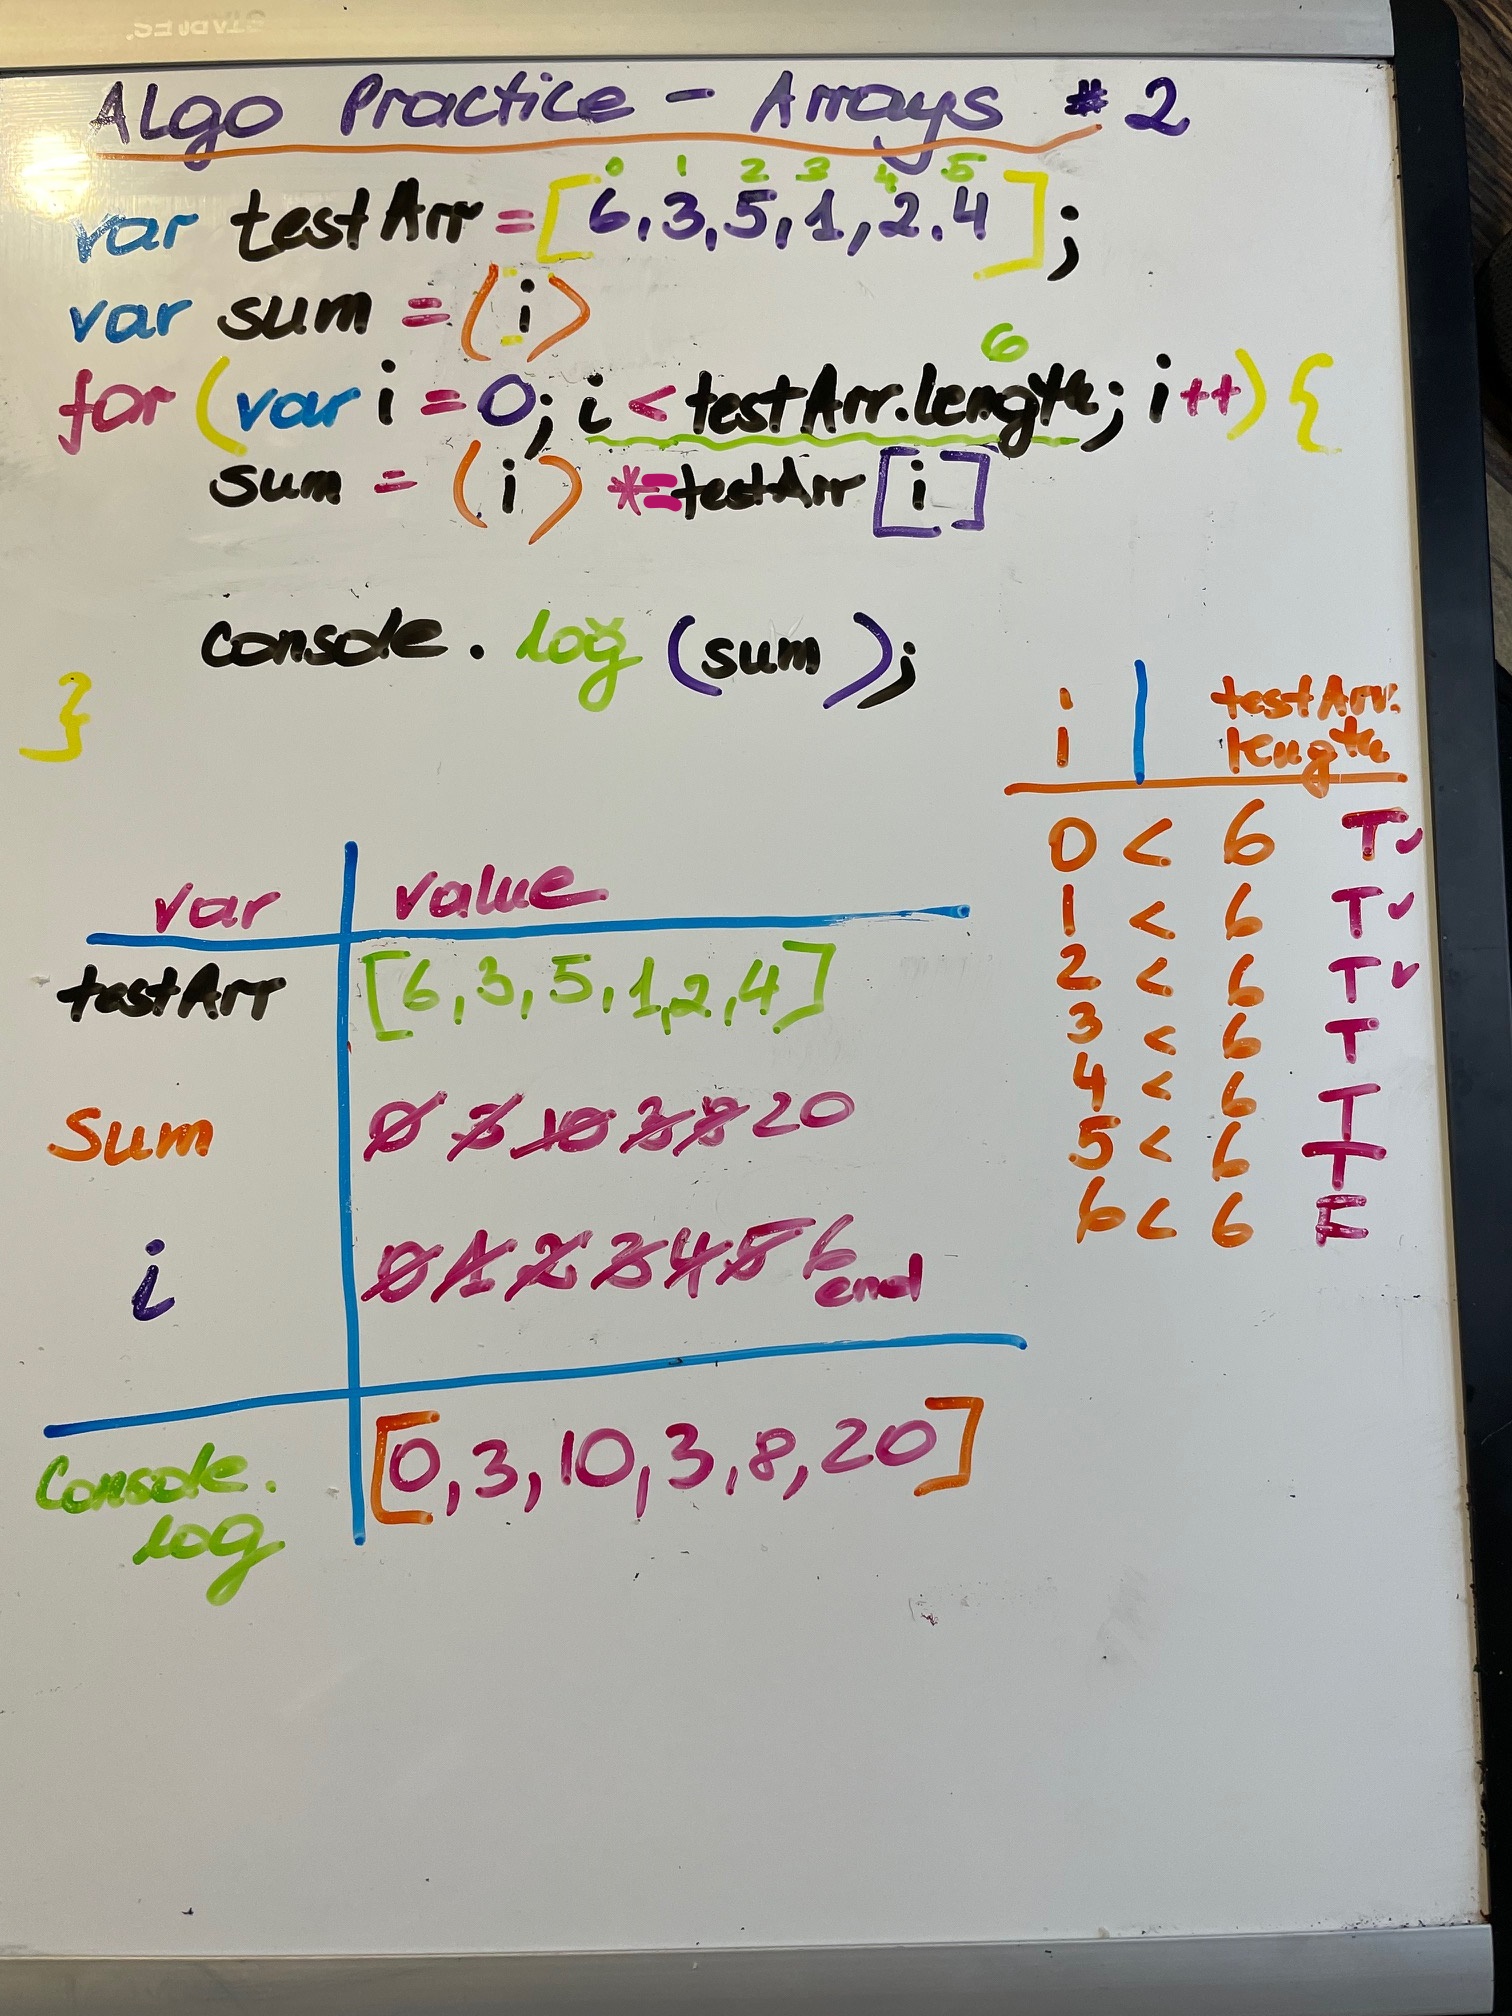 Algo Practice - Arrays #2
0 1 2 3 4 5
var testArr = [6,3,5,1,2,4];
var sum = (i)
6
for (var i = 0; i < testArr.length; i++) {
sum = (i) *= testArr [i]
console.log (sum);
}
i | testArr.length
0 < 6 T✓
1 < 6 T✓
2 < 6 T✓
3 < 6 T
4 < 6 T
5 < 6 T
6 < 6 F
var value
testArr [6,3,5,1,2,4]
Sum 0 3 10 3 8 20
i 0 1 2 3 4 5 6 end
Console.log [0,3,10,3,8,20]